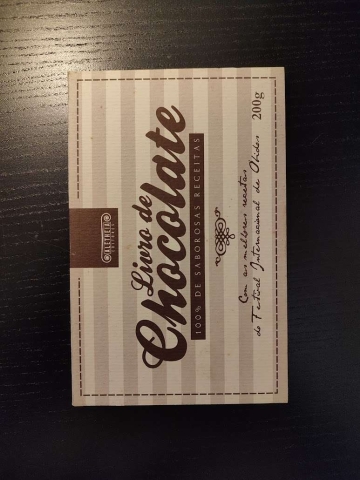 Livro de
Chocolate
100% DE SABOROSAS RECEITAS
Com as melhores receitas
do Festival Internacional de Óbidos
200g